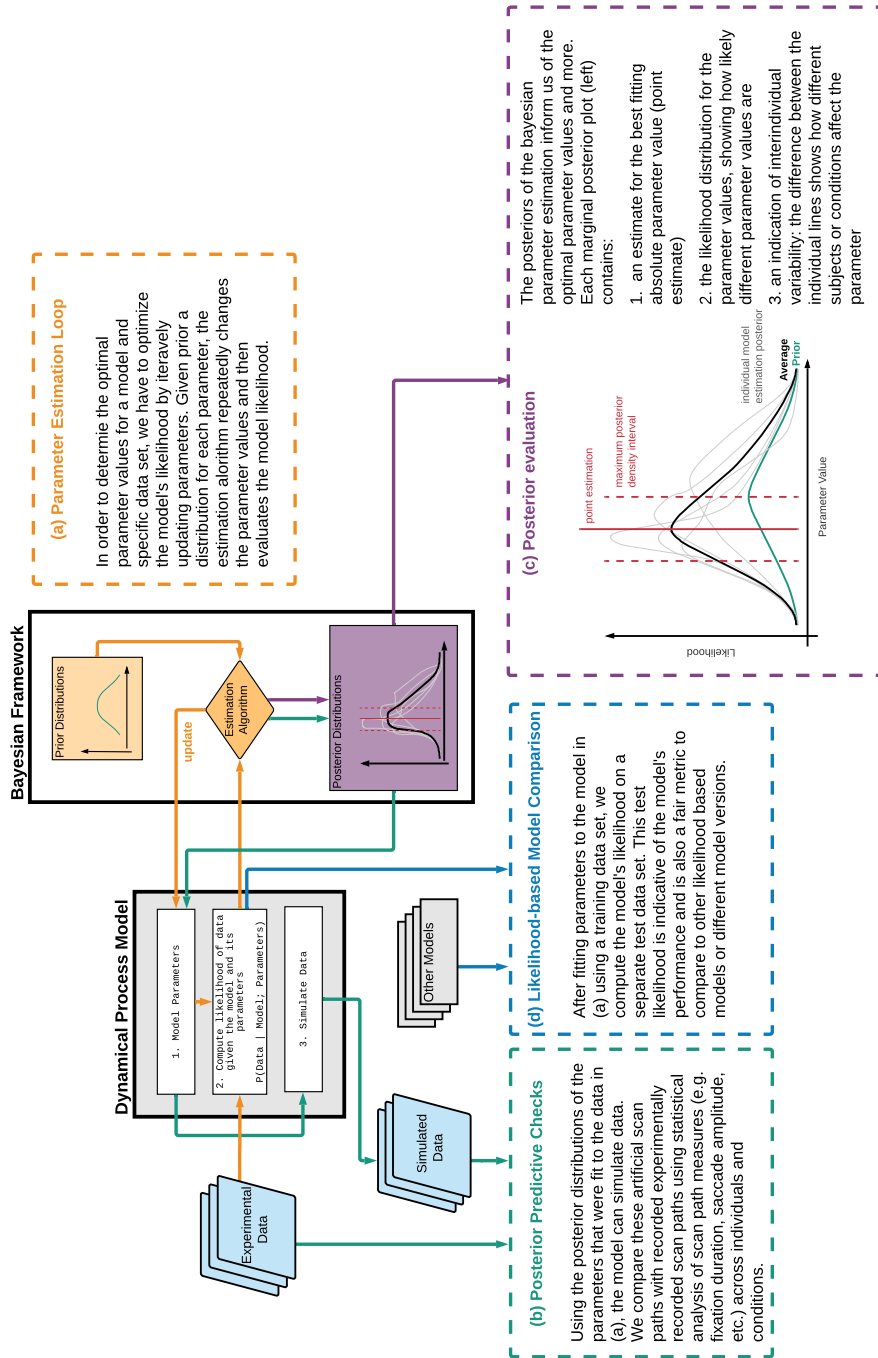 Bayesian Framework
Dynamical Process Model
Prior Distributions
update
Estimation
Algorithm
Posterior Distributions
1. Model Parameters
2. Compute likelihood of data
given the model and its
parameters
P(Data | Model; Parameters)
3. Simulate Data
Experimental
Data
Simulated
Data
Other Models
(a) Parameter Estimation Loop
In order to determie the optimal
parameter values for a model and
specific data set, we have to optimize
the model's likelihood by iteravely
updating parameters. Given prior a
distribution for each parameter, the
estimation alorithm repeatedly changes
the parameter values and then
evaluates the model likelihood.
(b) Posterior Predictive Checks
Using the posterior distributions of the
parameters that were fit to the data in
(a), the model can simulate data.
We compare these artificial scan
paths with recorded experimentally
recorded scan paths using statistical
analysis of scan path measures (e.g.
fixation duration, saccade amplitude,
etc.) across individuals and
conditions.
(d) Likelihood-based Model Comparison
After fitting parameters to the model in
(a) using a training data set, we
compute the model's likelihood on a
separate test data set. This test
likelihood is indicative of the model's
performance and is also a fair metric to
compare to other likelihood based
models or different model versions.
(c) Posterior evaluation
point estimation
maximum posterior
density interval
individual model
estimation posterior
Average
Prior
Likelihood
Parameter Value
The posteriors of the bayesian
parameter estimation inform us of the
optimal parameter values and more.
Each marginal posterior plot (left)
contains:
1. an estimate for the best fitting
absolute parameter value (point
estimate)
2. the likelihood distribution for the
parameter values, showing how likely
different parameter values are
3. an indication of interindividual
variability: the difference between the
individual lines shows how different
subjects or conditions affect the
parameter